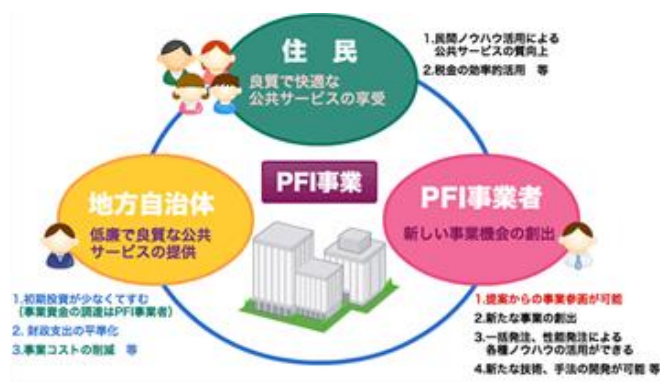 住　民
良質で快適な
公共サービスの享受
1.民間ノウハウ活用による
公共サービスの質向上
2.税金の効率的活用　等
PFI事業
地方自治体
低廉で良質な公共
サービスの提供
PFI事業者
新しい事業機会の創出
1.初期投資が少なくてすむ
（事業資金の調達はPFI事業者）
2. 財政支出の平準化
3.事業コストの削減　等
1.提案からの事業参画が可能
2.新たな事業の創出
3.一括発注、性能発注による
各種ノウハウの活用ができる
4.新たな技術、手法の開発が可能 等